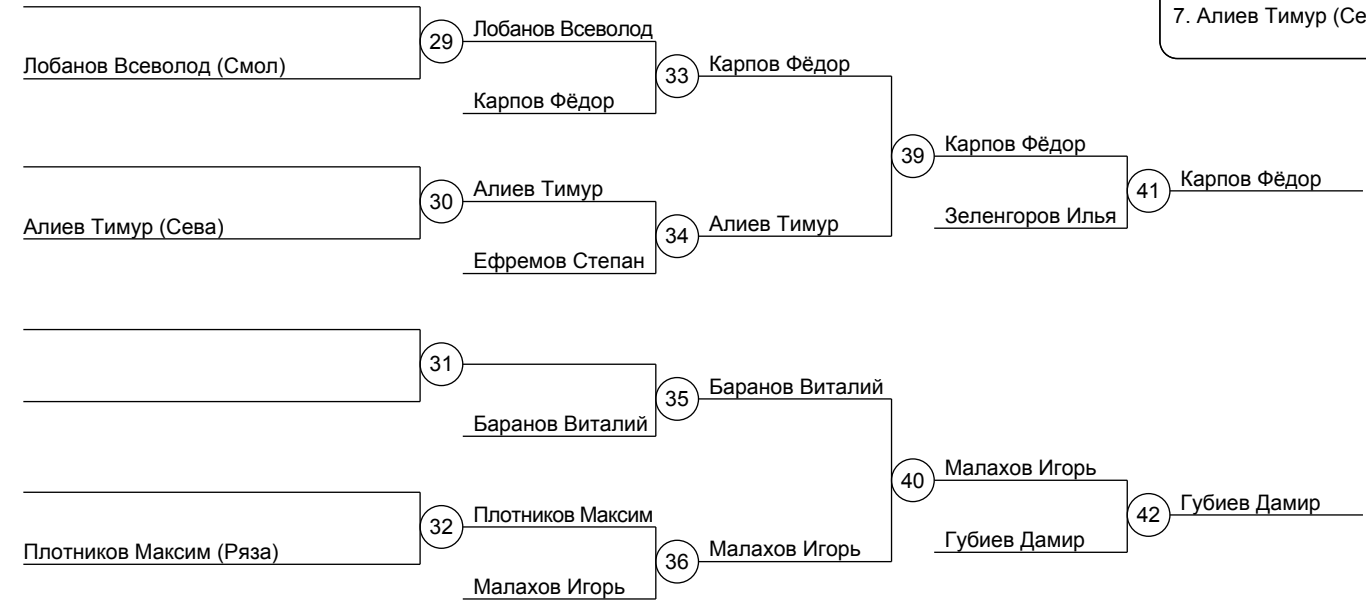 7. Алиев Тимур (Се
29
Лобанов Всеволод
Лобанов Всеволод (Смол)
33
Карпов Фёдор
Карпов Фёдор
39
Карпов Фёдор
30
Алиев Тимур
41
Карпов Фёдор
Алиев Тимур (Сева)
34
Алиев Тимур
Зеленгоров Илья
Ефремов Степан
31
35
Баранов Виталий
Баранов Виталий
40
Малахов Игорь
32
Плотников Максим
42
Губиев Дамир
Плотников Максим (Ряза)
36
Малахов Игорь
Губиев Дамир
Малахов Игорь